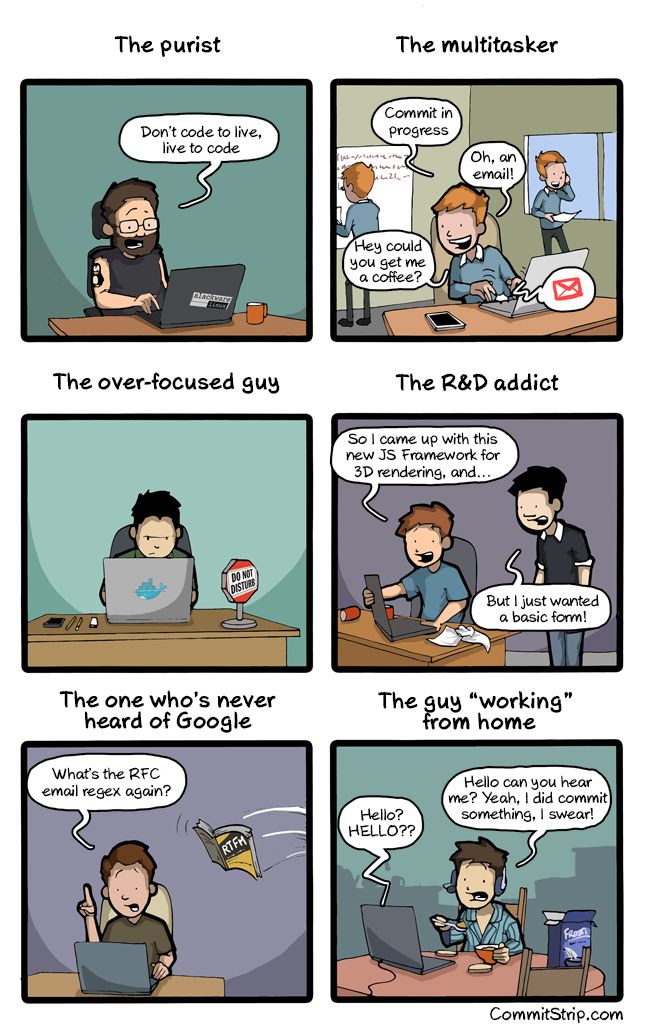 The purist
The multitasker
Don't code to live,
live to code
slackware
linux
Commit in
progress
Oh, an
email!
Hey could
you get me
a coffee?
The over-focused guy
The R&D addict
DO NOT
DISTURB
So I came up with this
new JS Framework for
3D rendering, and...
But I just wanted
a basic form!
The one who's never
heard of Google
The guy "working"
from home
What's the RFC
email regex again?
RTFM
Hello?
HELLO??
Hello can you hear
me? Yeah, I did commit
something, I swear!
CommitStrip.com